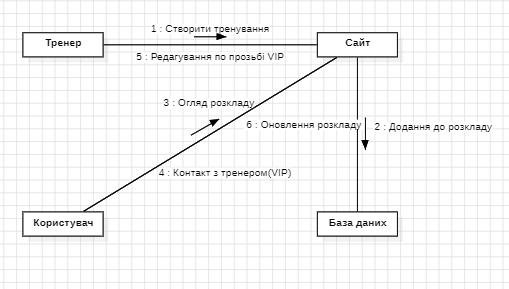 1 : Створити тренування
Тренер
Сайт
5 : Редагування по прозьбі VIP
3 : Огляд розкладу
6 : Оновлення розкладу
2 : Додання до розкладу
4 : Контакт з тренером(VIP)
Користувач
База даних